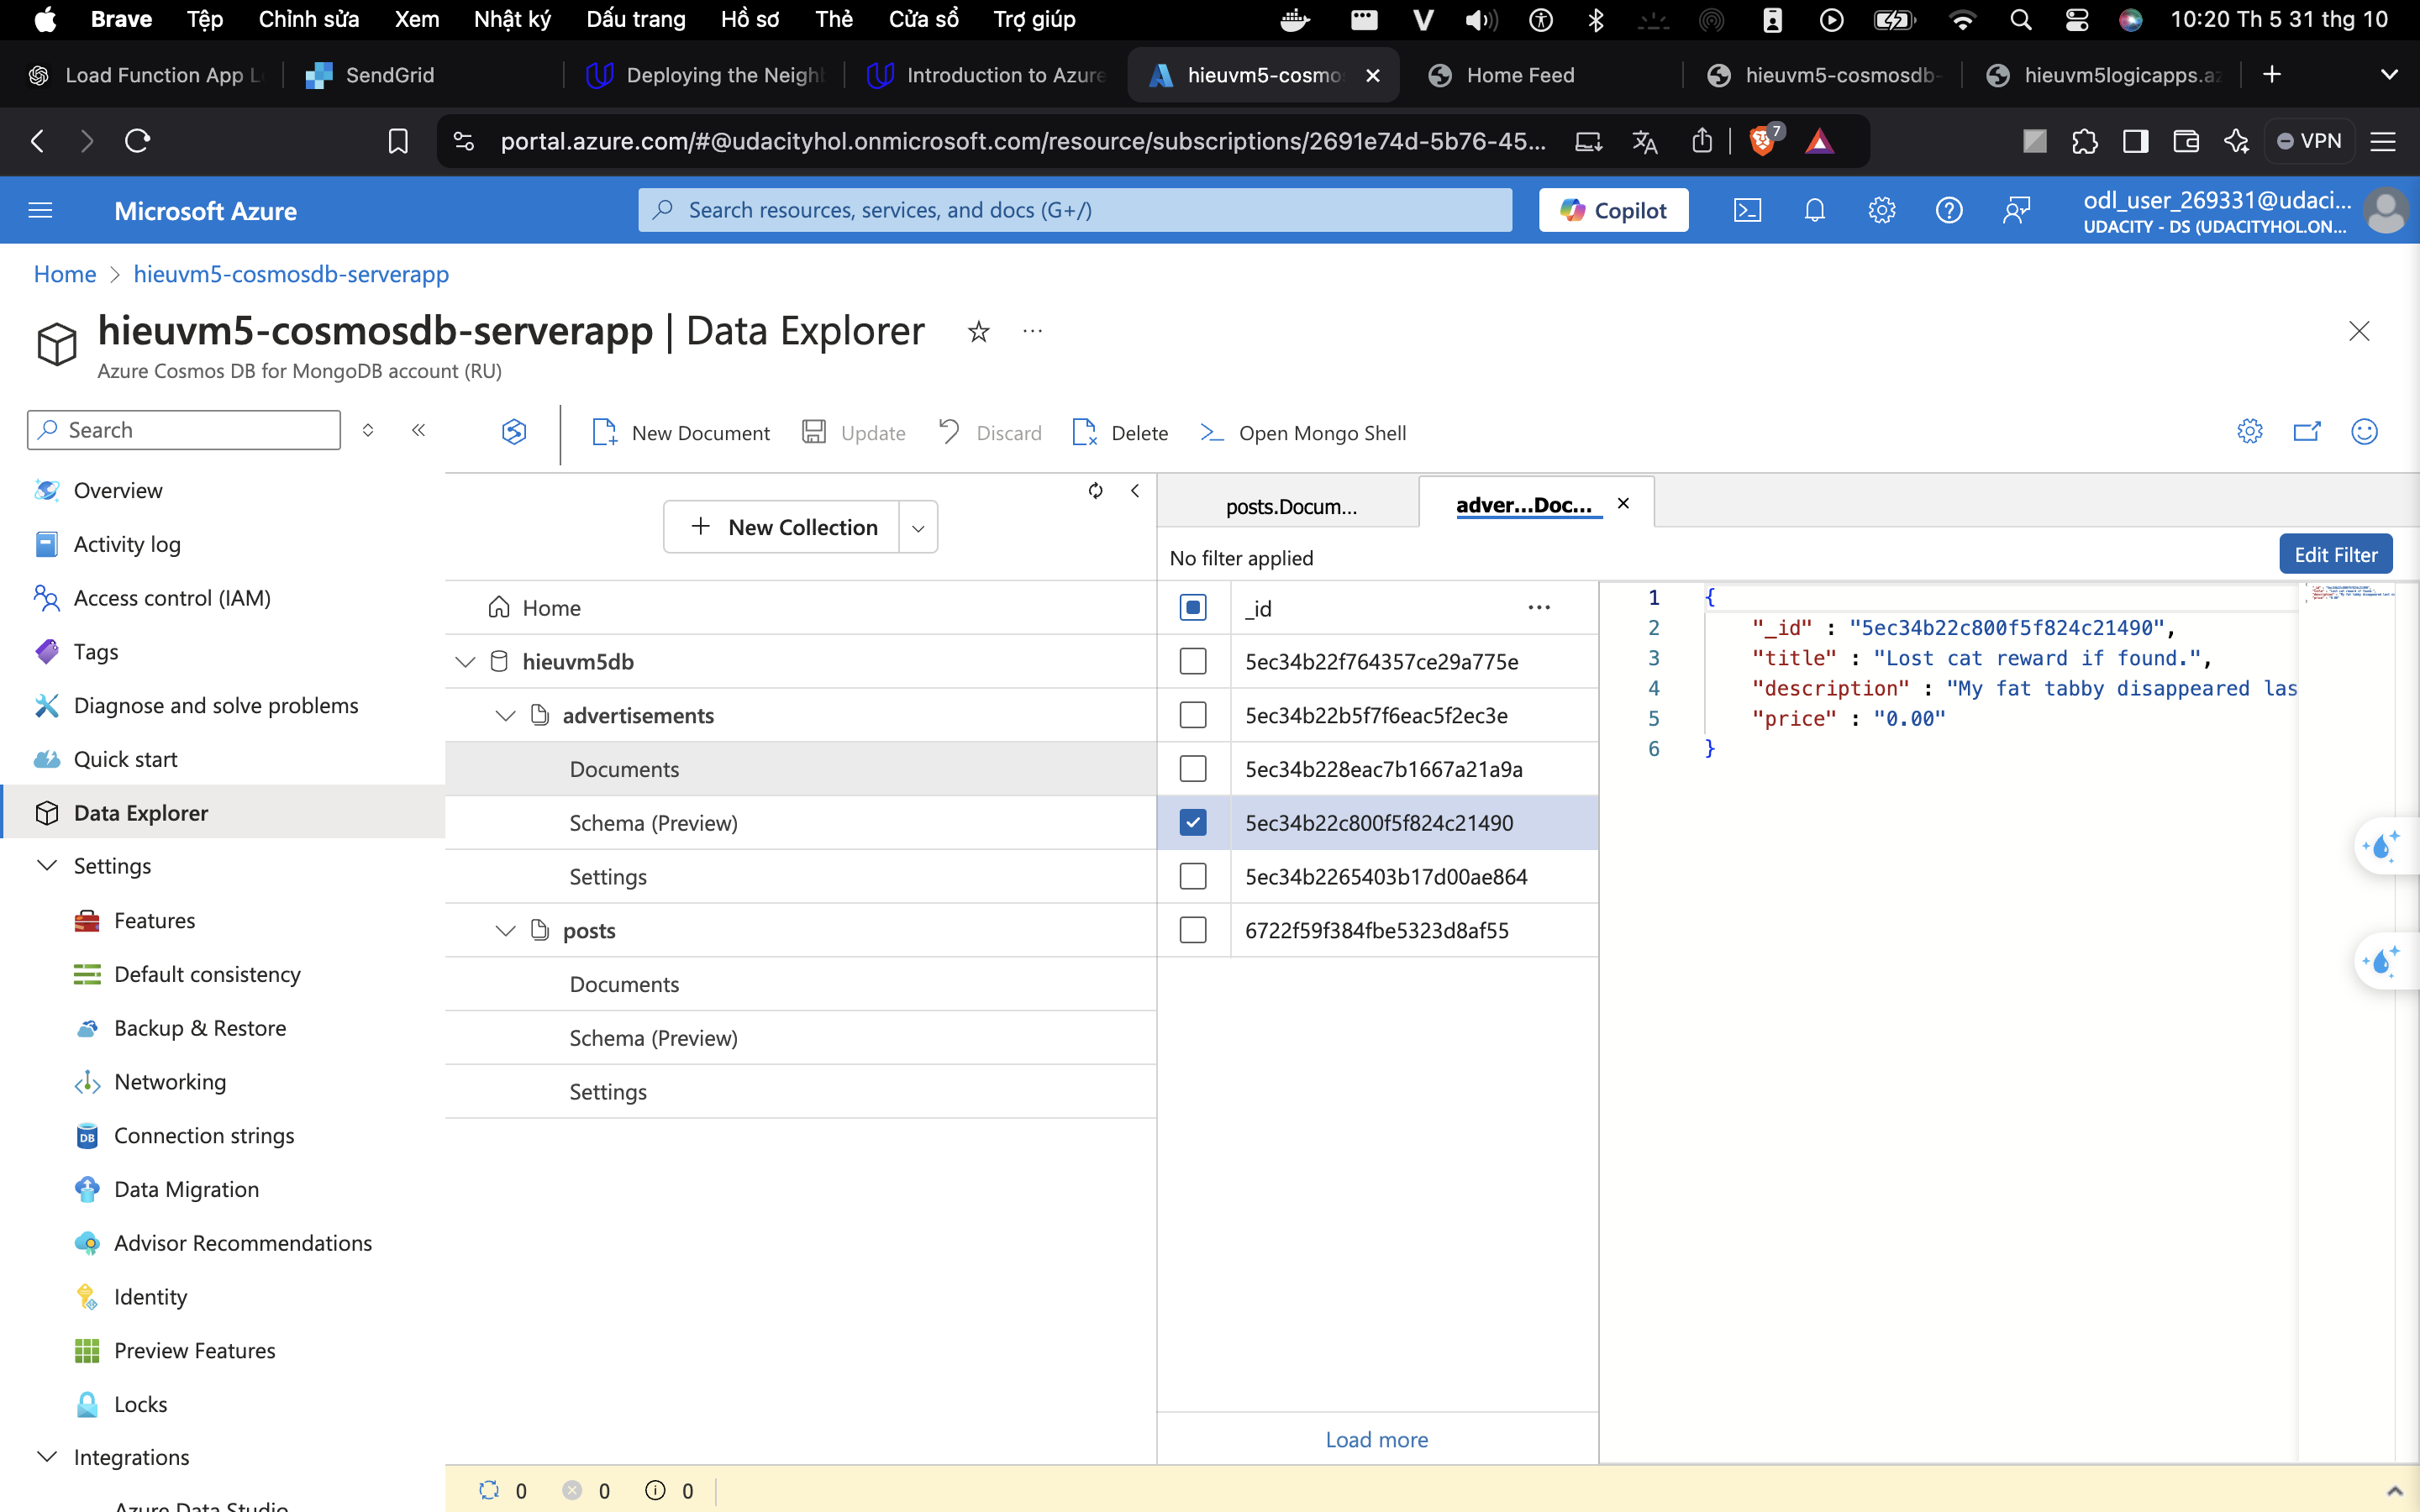 Brave Tệp Chỉnh sửa Xem Nhật ký Dấu trang Hồ sơ Thẻ Cửa sổ Trợ giúp 10:20 Th 5 31 thg 10
Load Function App L SendGrid Deploying the Neighb Introduction to Azure hieuvm5-cosmo Home Feed hieuvm5-cosmosdb- hieuvm5logicapps.az
portal.azure.com/#@udacityhol.onmicrosoft.com/resource/subscriptions/2691e74d-5b76-45... 7 VPN
Microsoft Azure Search resources, services, and docs (G+/) Copilot odl_user_269331@udaci...
UDACITY - DS (UDACITYHOL.ON...
Home > hieuvm5-cosmosdb-serverapp
hieuvm5-cosmosdb-serverapp | Data Explorer
Azure Cosmos DB for MongoDB account (RU)
Search
New Document Update Discard Delete Open Mongo Shell
Overview
Activity log
Access control (IAM)
Tags
Diagnose and solve problems
Quick start
Data Explorer
Settings
Features
Default consistency
Backup & Restore
Networking
Connection strings
Data Migration
Advisor Recommendations
Identity
Preview Features
Locks
Integrations
Azure Data Studio
New Collection
Home
hieuvm5db
advertisements
Documents
Schema (Preview)
Settings
posts
Documents
Schema (Preview)
Settings
posts.Docum... adver...Doc...
No filter applied Edit Filter
_id
5ec34b22f764357ce29a775e
5ec34b22b5f7f6eac5f2ec3e
5ec34b228eac7b1667a21a9a
5ec34b22c800f5f824c21490
5ec34b2265403b17d00ae864
6722f59f384fbe5323d8af55
Load more
1 {
2 "_id" : "5ec34b22c800f5f824c21490",
3 "title" : "Lost cat reward if found.",
4 "description" : "My fat tabby disappeared las
5 "price" : "0.00"
6 }
0 0 0